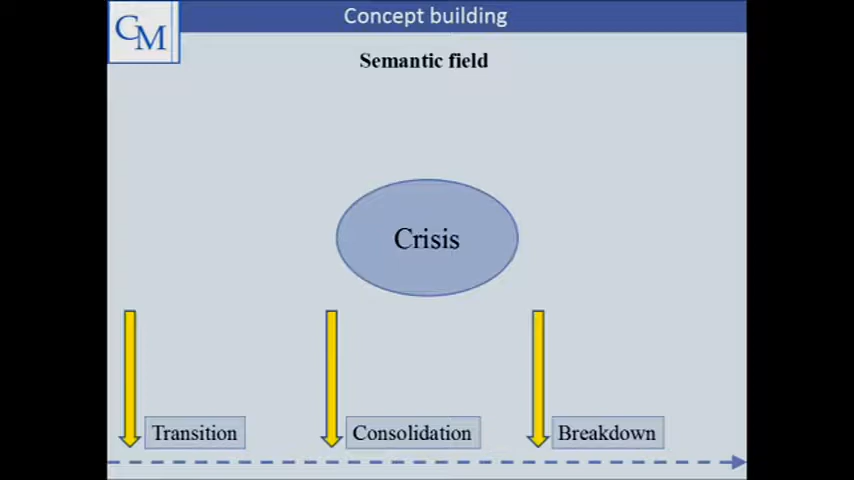 Concept building
CM
Semantic field
Crisis
Transition
Consolidation
Breakdown